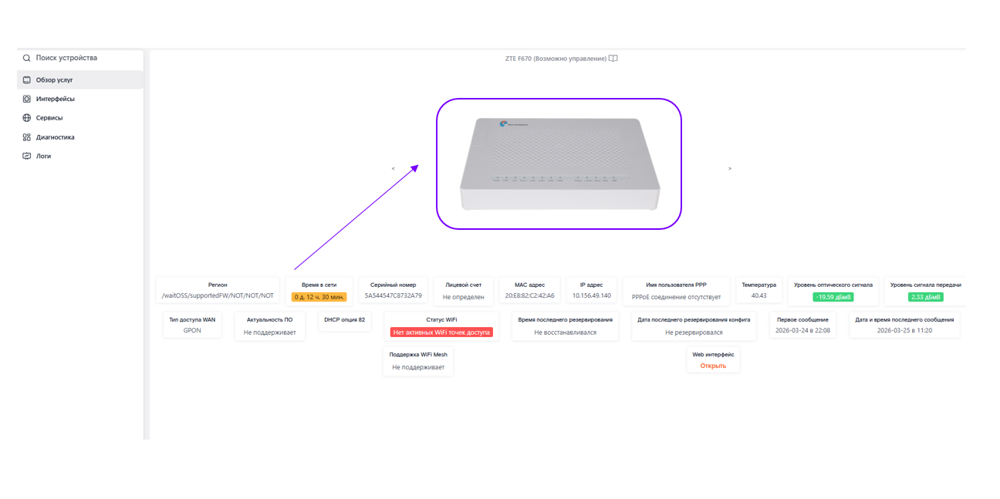 Поиск устройства
ZTE F670 (Возможно управление)
Обзор услуг
Интерфейсы
Сервисы
Диагностика
Логи
<
>
Регион
/waitOSS/supportedFW/NOT/NOT/NOT
Время в сети
0 д. 12 ч. 30 мин.
Серийный номер
5A544547C8732A79
Лицевой счет
Не определен
MAC адрес
20:E8:82:C2:42:A6
IP адрес
10.156.49.140
Имя пользователя PPP
PPPoE соединение отсутствует
Температура
40.43
Уровень оптического сигнала
-19.59 дБмВ
Уровень сигнала передачи
2.33 дБмВ
Тип доступа WAN
GPON
Актуальность ПО
Не поддерживает
DHCP опция 82
Статус WiFi
Нет активных WiFi точек доступа
Время последнего резервирования
Не восстанавливался
Дата последнего резервирования конфига
Не резервировался
Первое сообщение
2026-03-24 в 22:08
Дата и время последнего сообщения
2026-03-25 в 11:20
Поддержка WiFi Mesh
Не поддерживает
Web интерфейс
Открыть